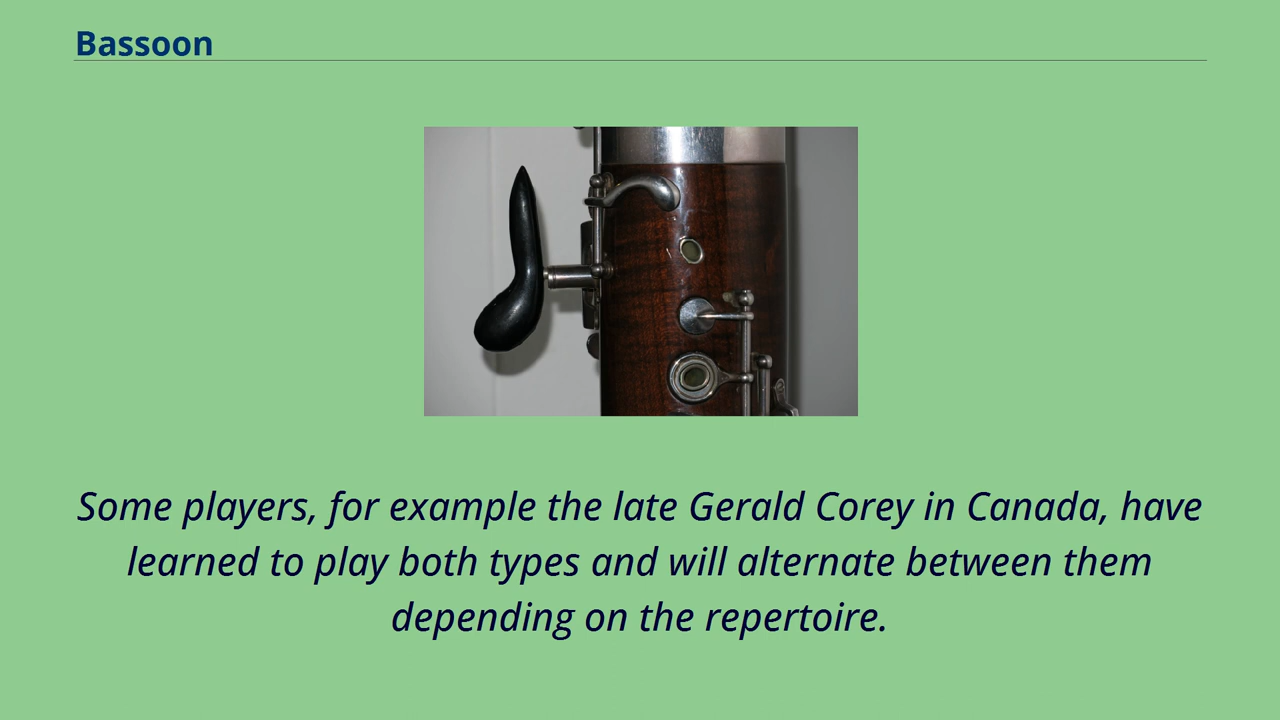 Bassoon
Some players, for example the late Gerald Corey in Canada, have
learned to play both types and will alternate between them
depending on the repertoire.